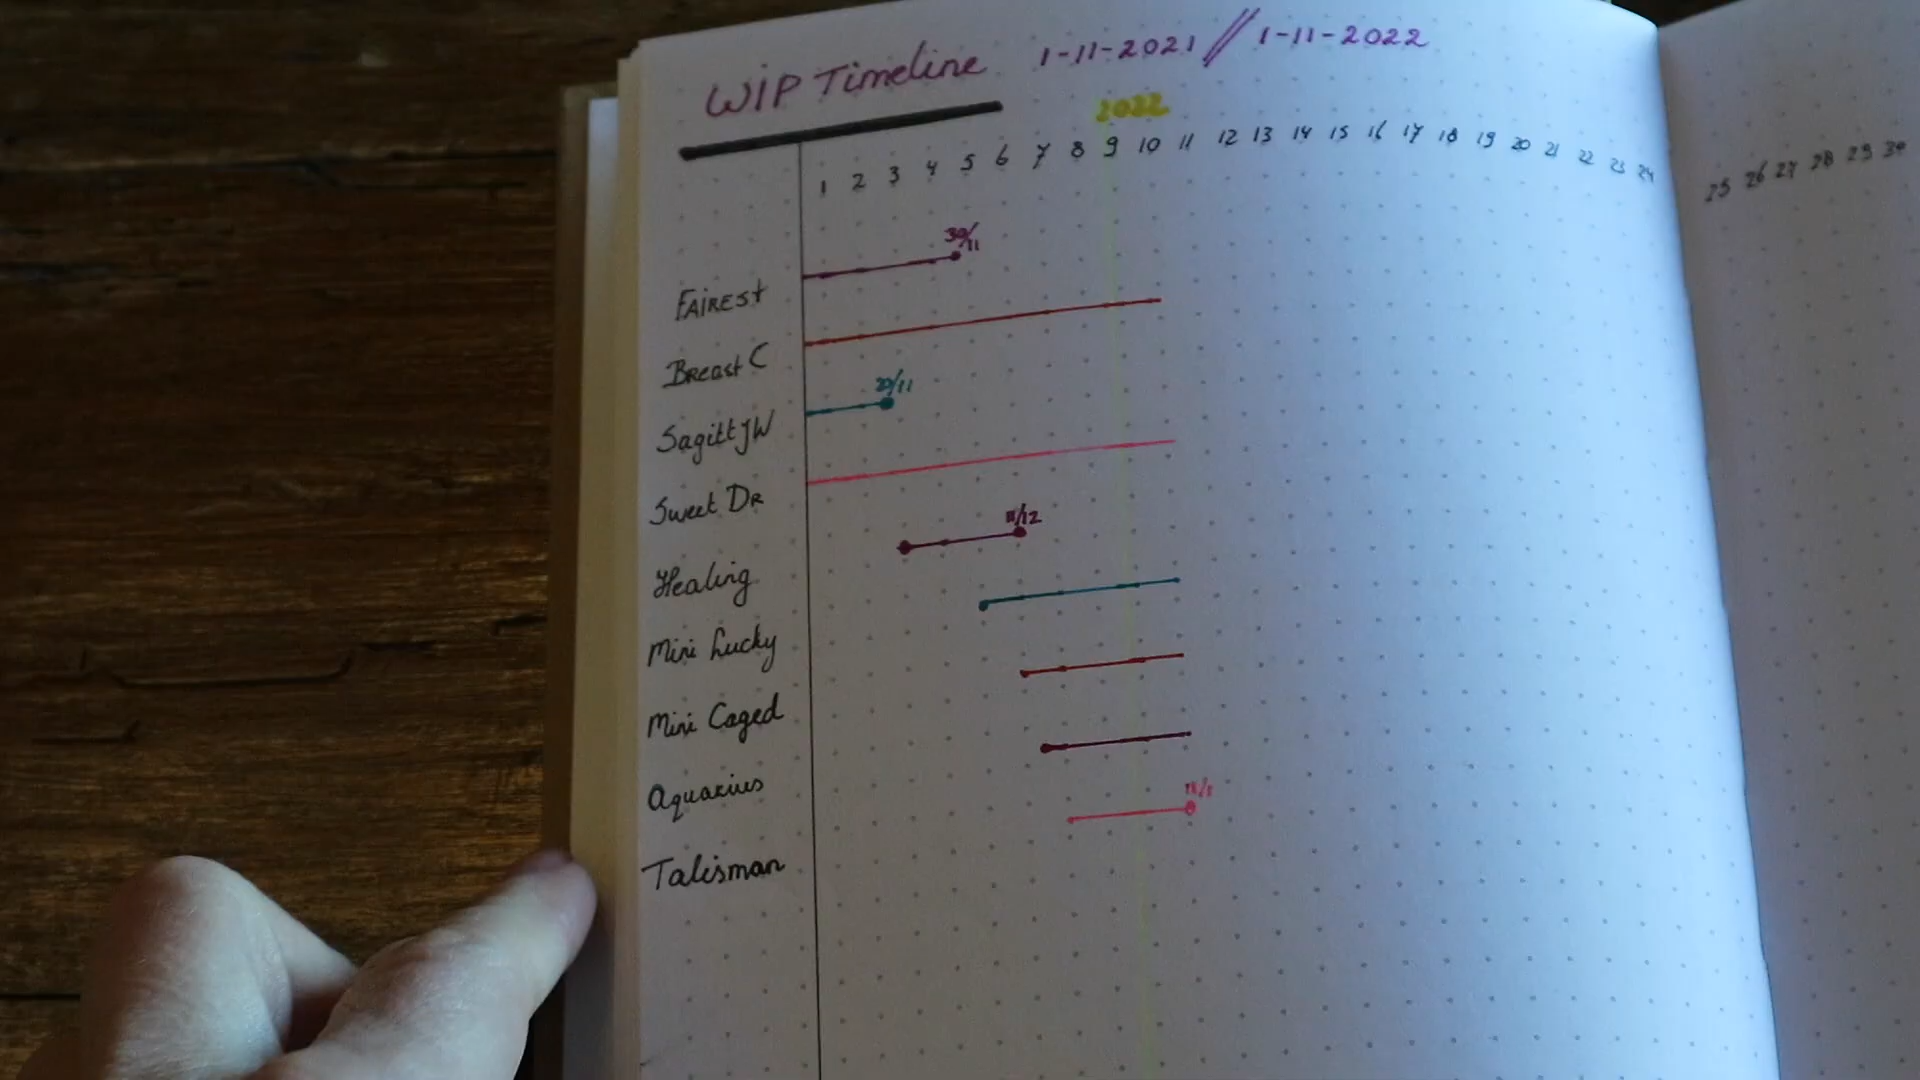 WIP Timeline 1-11-2021 // 1-11-2022
2022
1 2 3 4 5 6 7 8 9 10 11 12 13 14 15 16 17 18 19 20 21 22 23 24 25 26 27 28 29 30
30/11
FAIREST
Breast C
Sagitt JW
Sweet Dr
11/12
Healing
Mini Lucky
Mini Caged
Aquarius
Talisman